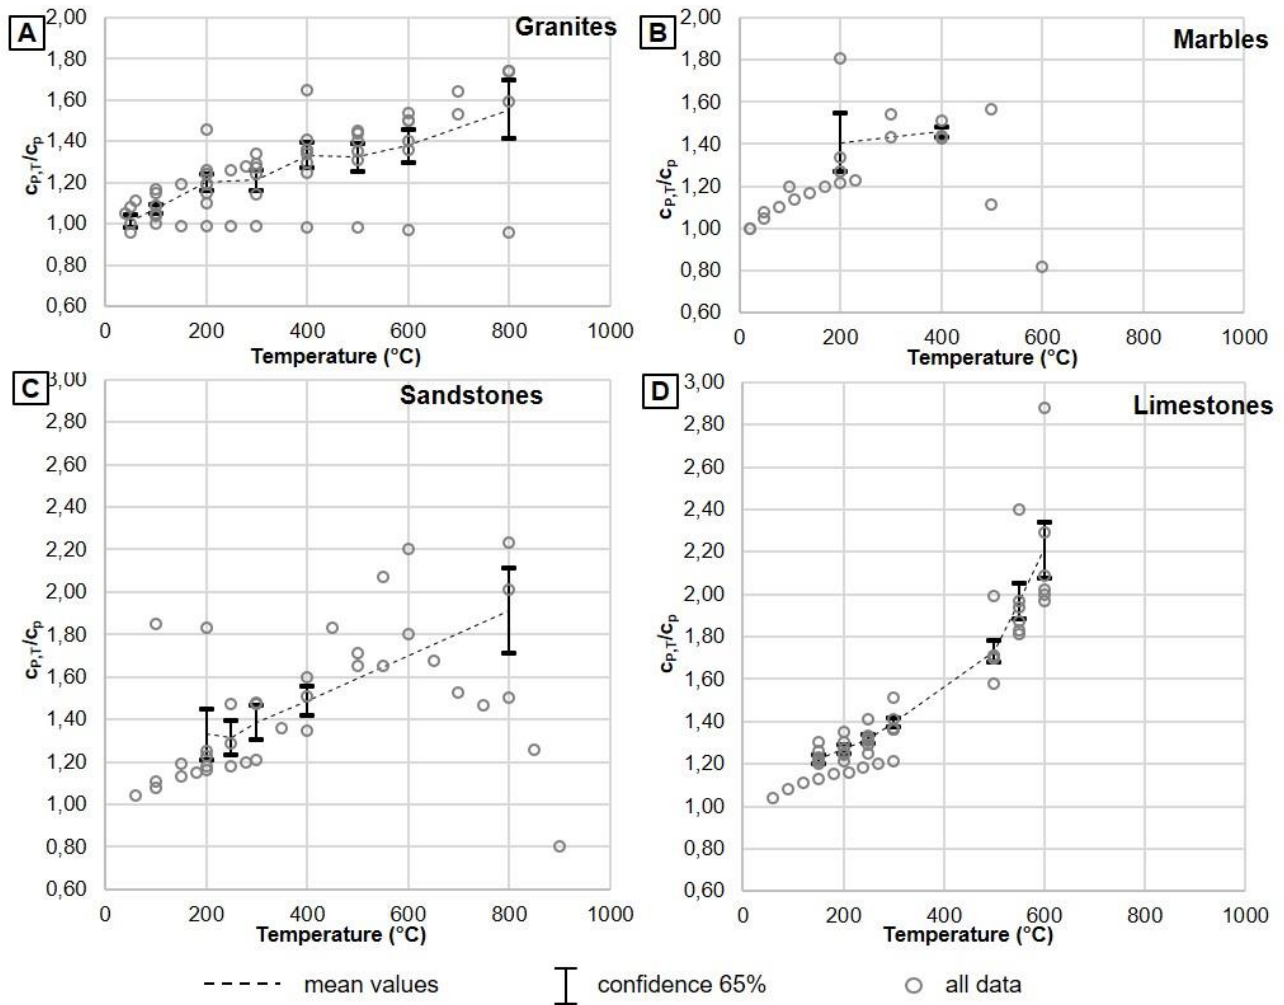 A
Granites
2,00
1,80
1,60
1,40
1,20
1,00
0,80
0,60
cP,T/cp
0 200 400 600 800 1000
Temperature (°C)
B
Marbles
2,00
1,80
1,60
1,40
1,20
1,00
0,80
0,60
cP,T/cp
0 200 400 600 800 1000
Temperature (°C)
C
Sandstones
3,00
2,80
2,60
2,40
2,20
2,00
1,80
1,60
1,40
1,20
1,00
0,80
0,60
cP,T/cp
0 200 400 600 800 1000
Temperature (°C)
D
Limestones
3,00
2,80
2,60
2,40
2,20
2,00
1,80
1,60
1,40
1,20
1,00
0,80
0,60
cP,T/cp
0 200 400 600 800 1000
Temperature (°C)
mean values confidence 65% all data